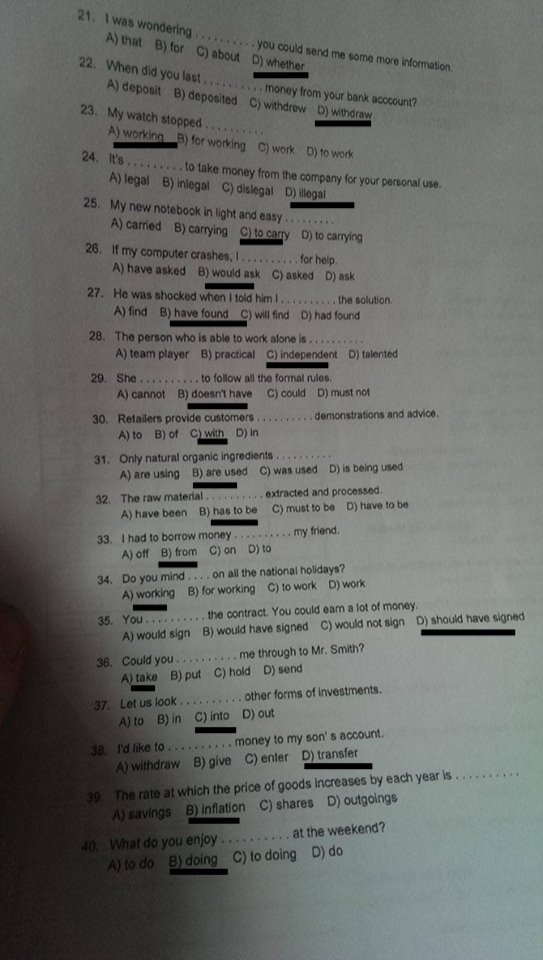 21. I was wondering . . . . . . . . . . you could send me some more information.
A) that B) for C) about D) whether
22. When did you last . . . . . . . . . . money from your bank acccount?
A) deposit B) deposited C) withdrew D) withdraw
23. My watch stopped . . . . . . . . . .
A) working B) for working C) work D) to work
24. It's . . . . . . . . . to take money from the company for your personal use.
A) legal B) inlegal C) dislegal D) illegal
25. My new notebook in light and easy . . . . . . . . .
A) carried B) carrying C) to carry D) to carrying
26. If my computer crashes, I . . . . . . . . . . for help.
A) have asked B) would ask C) asked D) ask
27. He was shocked when I told him I . . . . . . . . . . the solution.
A) find B) have found C) will find D) had found
28. The person who is able to work alone is . . . . . . . . . .
A) team player B) practical C) independent D) talented
29. She . . . . . . . . . . to follow all the formal rules.
A) cannot B) doesn't have C) could D) must not
30. Retailers provide customers . . . . . . . . . . demonstrations and advice.
A) to B) of C) with D) in
31. Only natural organic ingredients . . . . . . . . . .
A) are using B) are used C) was used D) is being used
32. The raw material . . . . . . . . . . extracted and processed.
A) have been B) has to be C) must to be D) have to be
33. I had to borrow money . . . . . . . . . . my friend.
A) off B) from C) on D) to
34. Do you mind . . . . on all the national holidays?
A) working B) for working C) to work D) work
35. You . . . . . . . . . . the contract. You could earn a lot of money.
A) would sign B) would have signed C) would not sign D) should have signed
36. Could you . . . . . . . . . . me through to Mr. Smith?
A) take B) put C) hold D) send
37. Let us look . . . . . . . . . . other forms of investments.
A) to B) in C) into D) out
38. I'd like to . . . . . . . . . . money to my son' s account.
A) withdraw B) give C) enter D) transfer
39. The rate at which the price of goods increases by each year is . . . . . . . . . .
A) savings B) inflation C) shares D) outgoings
40. What do you enjoy . . . . . . . . . . at the weekend?
A) to do B) doing C) to doing D) do